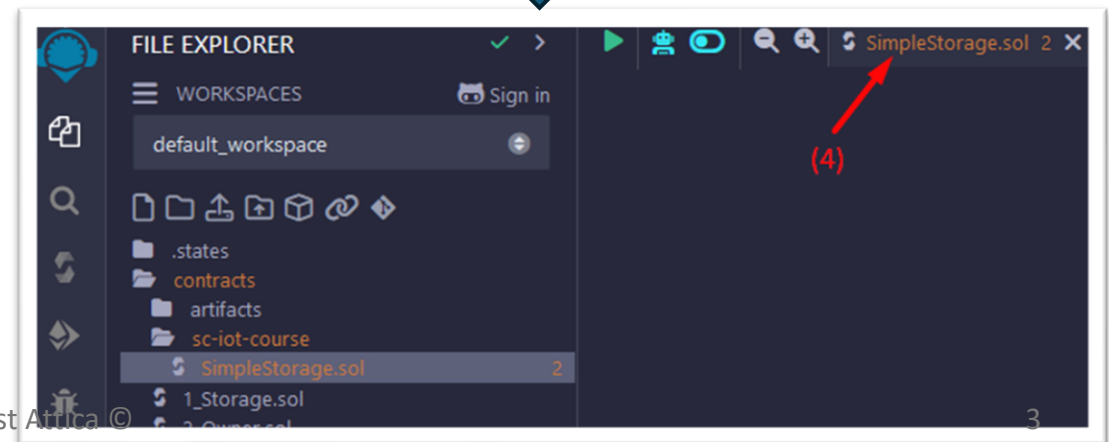 FILE EXPLORER
SimpleStorage.sol 2
WORKSPACES
Sign in
default_workspace
(4)
.states
contracts
artifacts
sc-iot-course
SimpleStorage.sol 2
1_Storage.sol
Attica ©
3